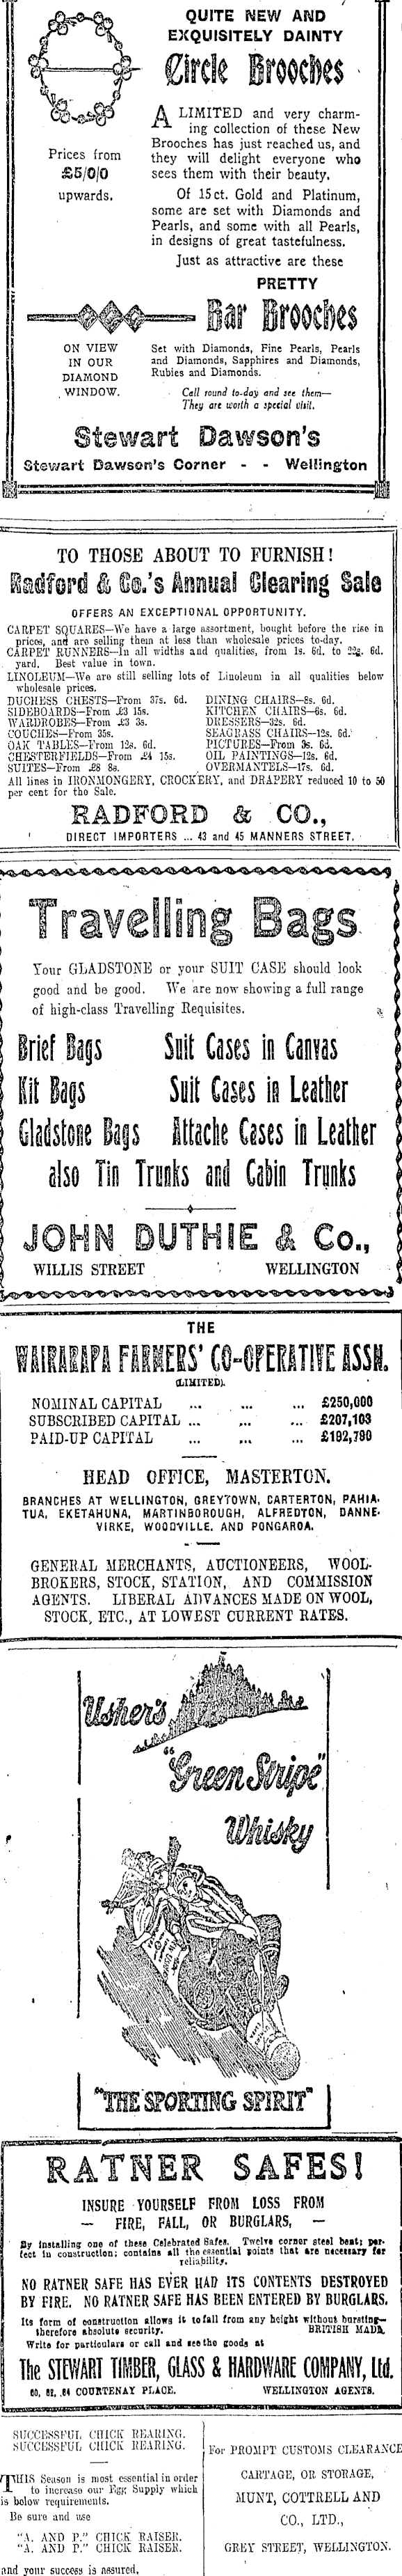 QUITE NEW AND
EXQUISITELY DAINTY
Circle Brooches
Prices from
£5/0/0
upwards.
A LIMITED and very charm-
ing collection of these New
Brooches has just reached us, and
they will delight everyone who
sees them with their beauty.
Of 15ct. Gold and Platinum,
some are set with Diamonds and
Pearls, and some with all Pearls,
in designs of great tastefulness.
Just as attractive are these
PRETTY
Bar Brooches
ON VIEW
IN OUR
DIAMOND
WINDOW.
Set with Diamonds, Fine Pearls, Pearls
and Diamonds, Sapphires and Diamonds,
Rubies and Diamonds.
Call round to-day and see them—
They are worth a special visit.
Stewart Dawson's
Stewart Dawson's Corner - - Wellington
TO THOSE ABOUT TO FURNISH!
Radford & Co.'s Annual Clearing Sale
OFFERS AN EXCEPTIONAL OPPORTUNITY.
CARPET SQUARES—We have a large assortment, bought before the rise in
prices, and are selling them at less than wholesale prices to-day.
CARPET RUNNERS—In all widths and qualities, from 1s. 6d. to 22s. 6d.
yard. Best value in town.
LINOLEUM—We are still selling lots of Linoleum in all qualities below
wholesale prices.
DUCHESS CHESTS—From 37s. 6d.
SIDEBOARDS—From £3 15s.
WARDROBES—From £3 3s.
COUCHES—From 35s.
OAK TABLES—From 12s. 6d.
CHESTERFIELDS—From £4 15s.
SUITES—From £8 8s.
DINING CHAIRS—8s. 6d.
KITCHEN CHAIRS—6s. 6d.
DRESSERS—32s. 6d.
SEAGRASS CHAIRS—12s. 6d.
PICTURES—From 3s. 6d.
OIL PAINTINGS—12s. 6d.
OVERMANTELS—17s. 6d.
All lines in IRONMONGERY, CROCKERY, and DRAPERY reduced 10 to 50
per cent for the Sale.
RADFORD & CO.,
DIRECT IMPORTERS ... 43 and 45 MANNERS STREET.
Travelling Bags
Your GLADSTONE or your SUIT CASE should look
good and be good. We are now showing a full range
of high-class Travelling Requisites.
Brief Bags Suit Cases in Canvas
Kit Bags Suit Cases in Leather
Gladstone Bags Attache Cases in Leather
also Tin Trunks and Cabin Trunks
JOHN DUTHIE & Co.,
WILLIS STREET WELLINGTON
THE
WAIRARAPA FARMERS' CO-OPERATIVE ASSN.
(LIMITED).
NOMINAL CAPITAL ... ... ... £250,000
SUBSCRIBED CAPITAL ... ... ... £207,103
PAID-UP CAPITAL ... ... ... £192,790
HEAD OFFICE, MASTERTON.
BRANCHES AT WELLINGTON, GREYTOWN, CARTERTON, PAHIA-
TUA, EKETAHUNA, MARTINBOROUGH, ALFREDTON, DANNE-
VIRKE, WOODVILLE, AND PONGAROA.
GENERAL MERCHANTS, AUCTIONEERS, WOOL-
BROKERS, STOCK, STATION, AND COMMISSION
AGENTS. LIBERAL ADVANCES MADE ON WOOL,
STOCK, ETC., AT LOWEST CURRENT RATES.
Usher's
"Green Stripe"
Whisky
"THE SPORTING SPIRIT"
RATNER SAFES!
INSURE YOURSELF FROM LOSS FROM
— FIRE, FALL, OR BURGLARS, —
By installing one of these Celebrated Safes. Twelve corner steel bent; per-
fect in construction; contains all the essential points that are necessary for
reliability.
NO RATNER SAFE HAS EVER HAD ITS CONTENTS DESTROYED
BY FIRE. NO RATNER SAFE HAS BEEN ENTERED BY BURGLARS.
Its form of construction allows it to fall from any height without bursting—
therefore absolute security. BRITISH MADE.
Write for particulars or call and see the goods at
The STEWART TIMBER, GLASS & HARDWARE COMPANY, Ltd.
60, 82, 84 COURTENAY PLACE. WELLINGTON AGENTS.
SUCCESSFUL CHICK REARING.
SUCCESSFUL CHICK REARING.
THIS Season is most essential in order
to increase our Egg Supply which
is below requirements.
Be sure and use
"A. AND P." CHICK RAISER.
"A. AND P." CHICK RAISER.
and your success is assured.
For PROMPT CUSTOMS CLEARANCE
CARTAGE, OR STORAGE,
MUNT, COTTRELL AND
CO., LTD.,
GREY STREET, WELLINGTON.